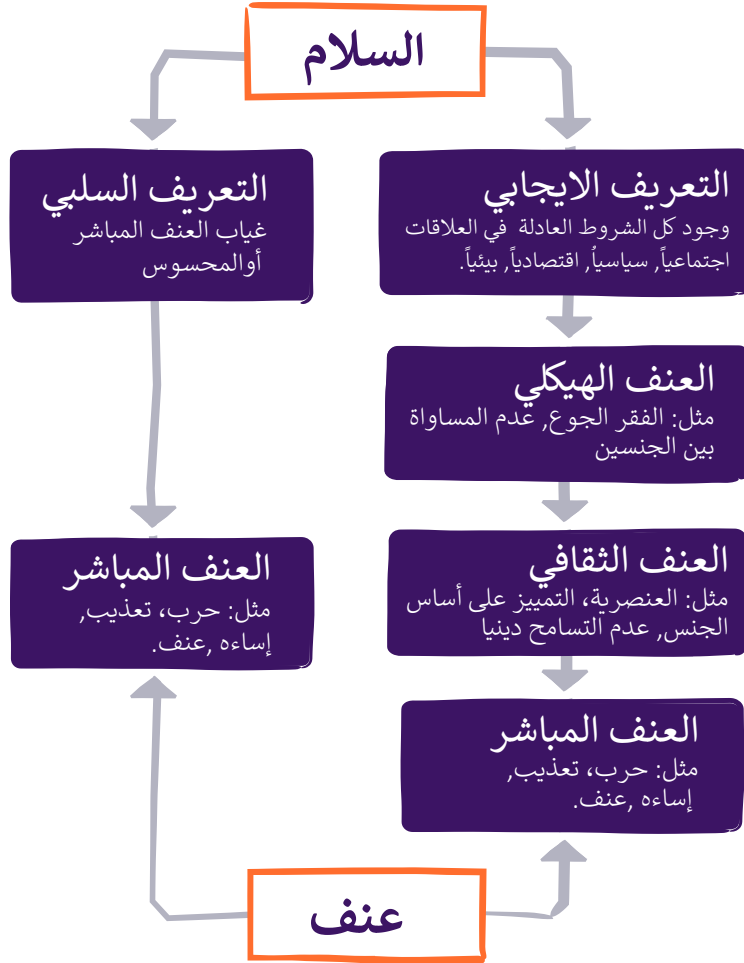 السلام
التعريف الايجابي
وجود كل الشروط العادلة في العلاقات
اجتماعياً, سياسياُ, اقتصادياً, بيئياً.
العنف الهيكلي
مثل: الفقر الجوع, عدم المساواة
بين الجنسين
العنف الثقافي
مثل: العنصرية، التمييز على أساس
الجنس, عدم التسامح دينيا
العنف المباشر
مثل: حرب، تعذيب,
إساءه ,عنف.
التعريف السلبي
غياب العنف المباشر
أوالمحسوس
العنف المباشر
مثل: حرب، تعذيب,
إساءه ,عنف.
عنف